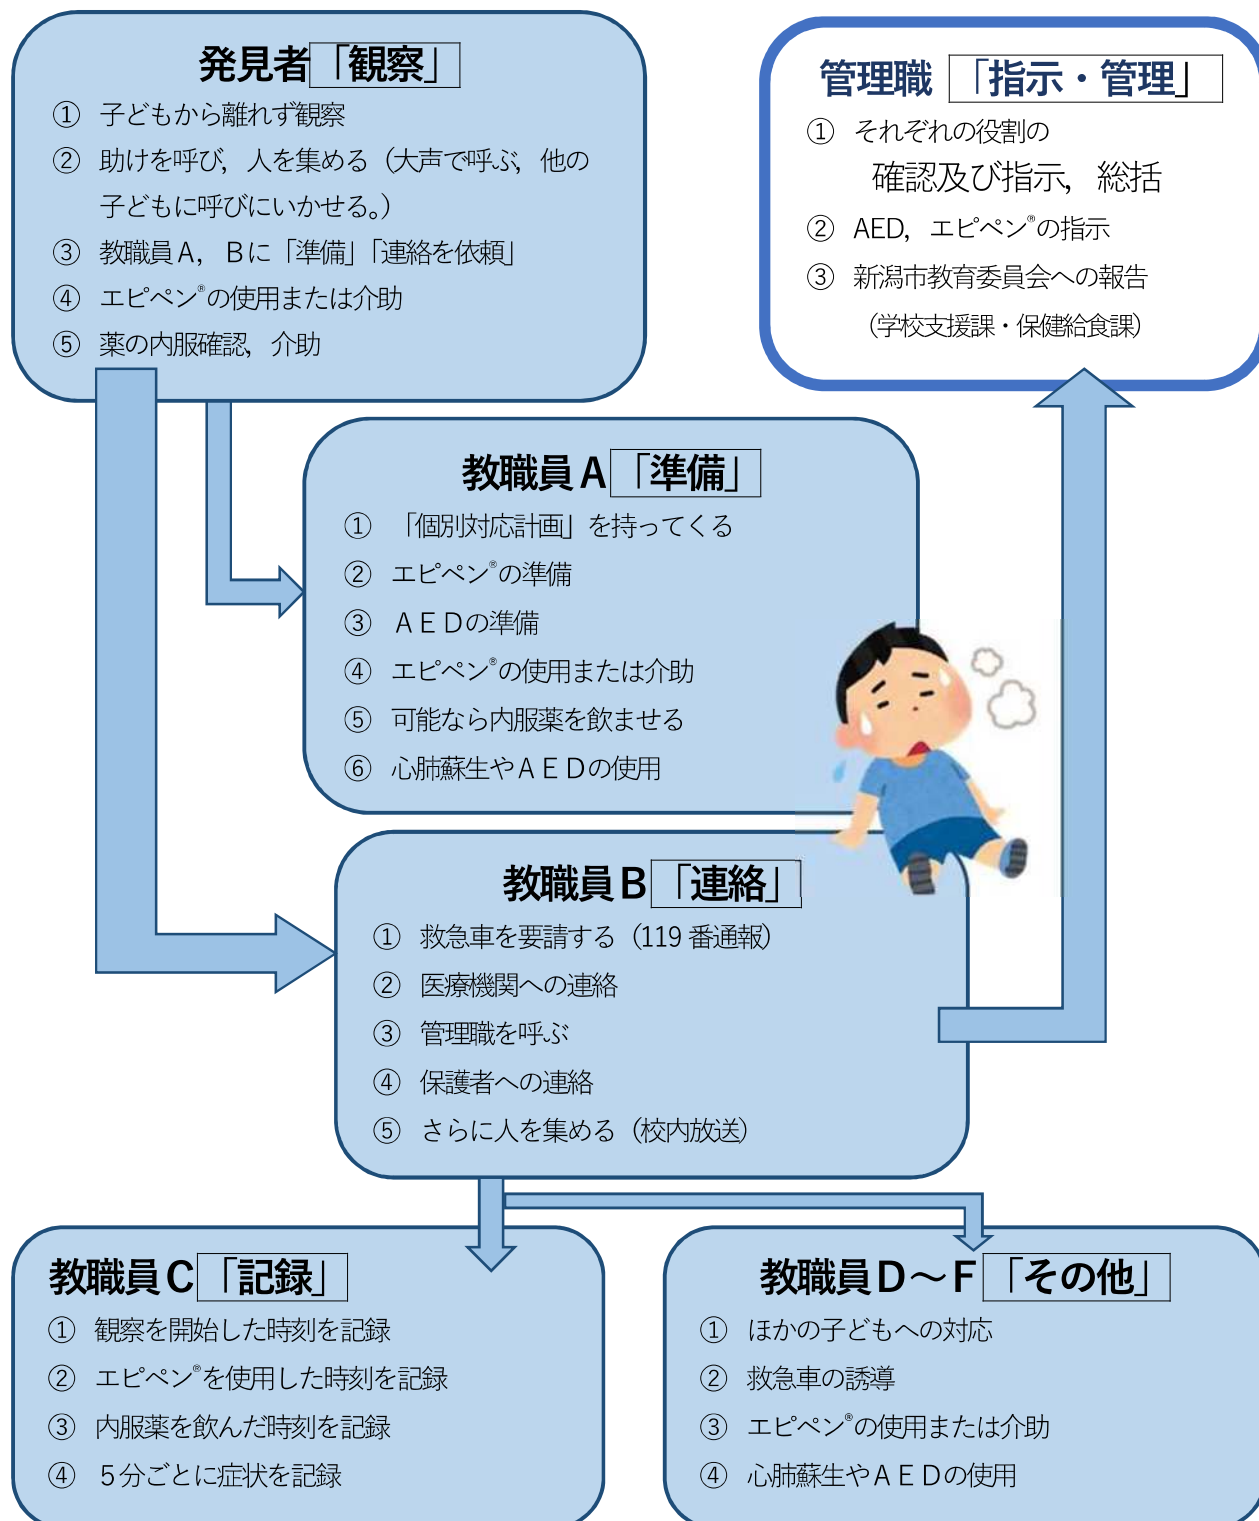 発見者「観察」
① 子どもから離れず観察
② 助けを呼び，人を集める（大声で呼ぶ，他の
子どもに呼びにいかせる。）
③ 教職員Ａ，Ｂに「準備」「連絡を依頼」
④ エピペン®の使用または介助
⑤ 薬の内服確認，介助
管理職「指示・管理」
① それぞれの役割の
確認及び指示，総括
② AED，エピペン®の指示
③ 新潟市教育委員会への報告
（学校支援課・保健給食課）
教職員Ａ「準備」
① 「個別対応計画」を持ってくる
② エピペン®の準備
③ ＡＥＤの準備
④ エピペン®の使用または介助
⑤ 可能なら内服薬を飲ませる
⑥ 心肺蘇生やＡＥＤの使用
教職員Ｂ「連絡」
① 救急車を要請する（119 番通報）
② 医療機関への連絡
③ 管理職を呼ぶ
④ 保護者への連絡
⑤ さらに人を集める（校内放送）
教職員Ｃ「記録」
① 観察を開始した時刻を記録
② エピペン®を使用した時刻を記録
③ 内服薬を飲んだ時刻を記録
④ ５分ごとに症状を記録
教職員Ｄ～Ｆ「その他」
① ほかの子どもへの対応
② 救急車の誘導
③ エピペン®の使用または介助
④ 心肺蘇生やＡＥＤの使用